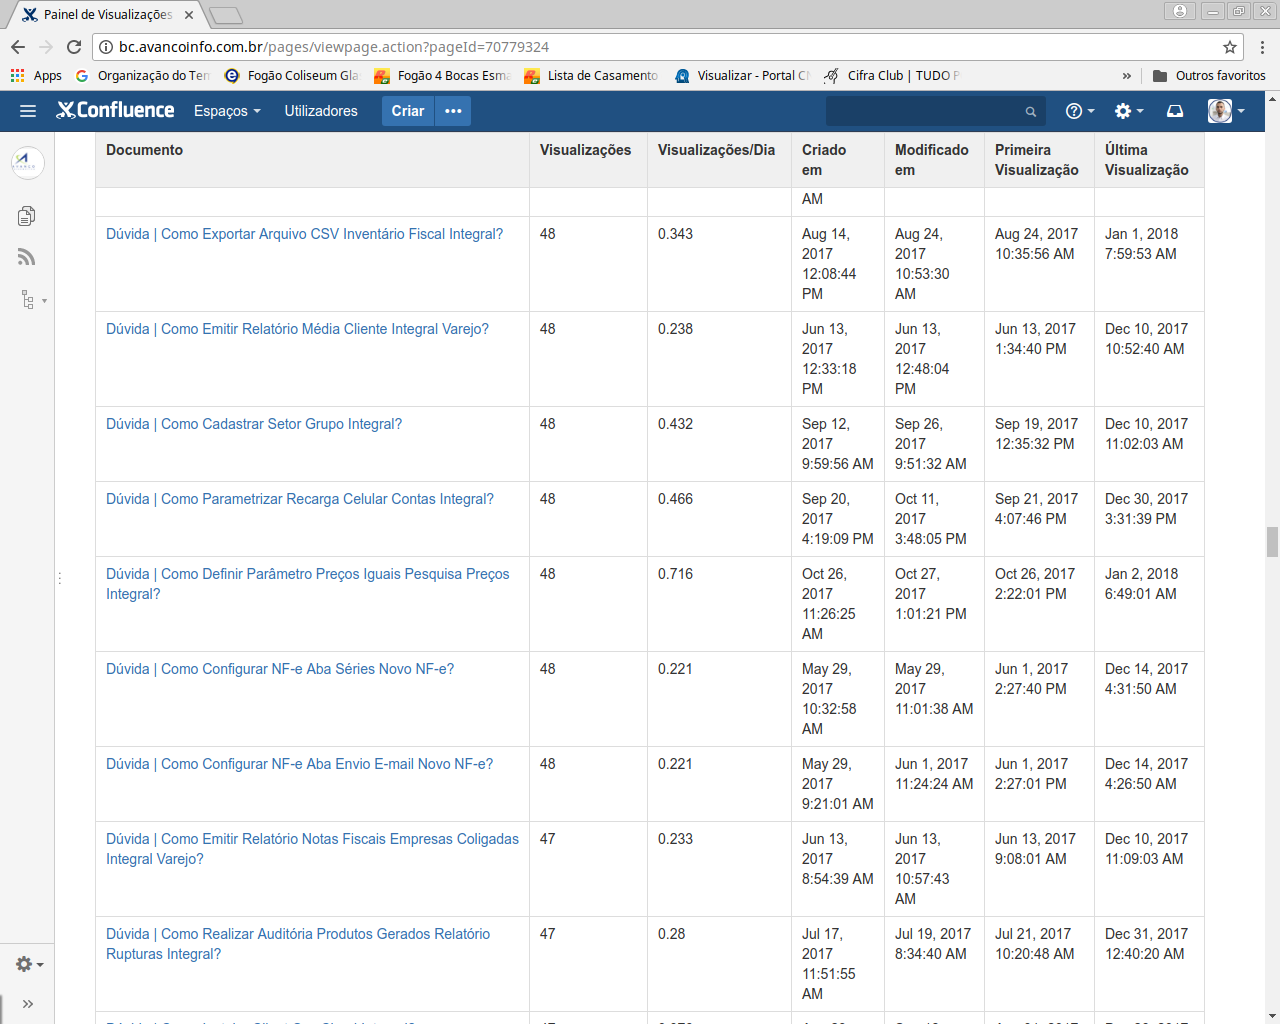 Painel de Visualizações
bc.avancoinfo.com.br/pages/viewpage.action?pageId=70779324
Apps
Organização do Ter
Fogão Coliseum Gla
Fogão 4 Bocas Esma
Lista de Casamento
Visualizar - Portal C
Cifra Club | TUDO
»
Outros favoritos
Confluence
Espaços
Utilizadores
Criar
Documento Visualizações Visualizações/Dia Criado em Modificado em Primeira Visualização Última Visualização
AM
Dúvida | Como Exportar Arquivo CSV Inventário Fiscal Integral? 48 0.343 Aug 14, 2017 12:08:44 PM Aug 24, 2017 10:53:30 AM Aug 24, 2017 10:35:56 AM Jan 1, 2018 7:59:53 AM
Dúvida | Como Emitir Relatório Média Cliente Integral Varejo? 48 0.238 Jun 13, 2017 12:33:18 PM Jun 13, 2017 12:48:04 PM Jun 13, 2017 1:34:40 PM Dec 10, 2017 10:52:40 AM
Dúvida | Como Cadastrar Setor Grupo Integral? 48 0.432 Sep 12, 2017 9:59:56 AM Sep 26, 2017 9:51:32 AM Sep 19, 2017 12:35:32 PM Dec 10, 2017 11:02:03 AM
Dúvida | Como Parametrizar Recarga Celular Contas Integral? 48 0.466 Sep 20, 2017 4:19:09 PM Oct 11, 2017 3:48:05 PM Sep 21, 2017 4:07:46 PM Dec 30, 2017 3:31:39 PM
Dúvida | Como Definir Parâmetro Preços Iguais Pesquisa Preços Integral? 48 0.716 Oct 26, 2017 11:26:25 AM Oct 27, 2017 1:01:21 PM Oct 26, 2017 2:22:01 PM Jan 2, 2018 6:49:01 AM
Dúvida | Como Configurar NF-e Aba Séries Novo NF-e? 48 0.221 May 29, 2017 10:32:58 AM May 29, 2017 11:01:38 AM Jun 1, 2017 2:27:40 PM Dec 14, 2017 4:31:50 AM
Dúvida | Como Configurar NF-e Aba Envio E-mail Novo NF-e? 48 0.221 May 29, 2017 9:21:01 AM Jun 1, 2017 11:24:24 AM Jun 1, 2017 2:27:01 PM Dec 14, 2017 4:26:50 AM
Dúvida | Como Emitir Relatório Notas Fiscais Empresas Coligadas Integral Varejo? 47 0.233 Jun 13, 2017 8:54:39 AM Jun 13, 2017 10:57:43 AM Jun 13, 2017 9:08:01 AM Dec 10, 2017 11:09:03 AM
Dúvida | Como Realizar Auditória Produtos Gerados Relatório Rupturas Integral? 47 0.28 Jul 17, 2017 11:51:55 AM Jul 19, 2017 8:34:40 AM Jul 21, 2017 10:20:48 AM Dec 31, 2017 12:40:20 AM